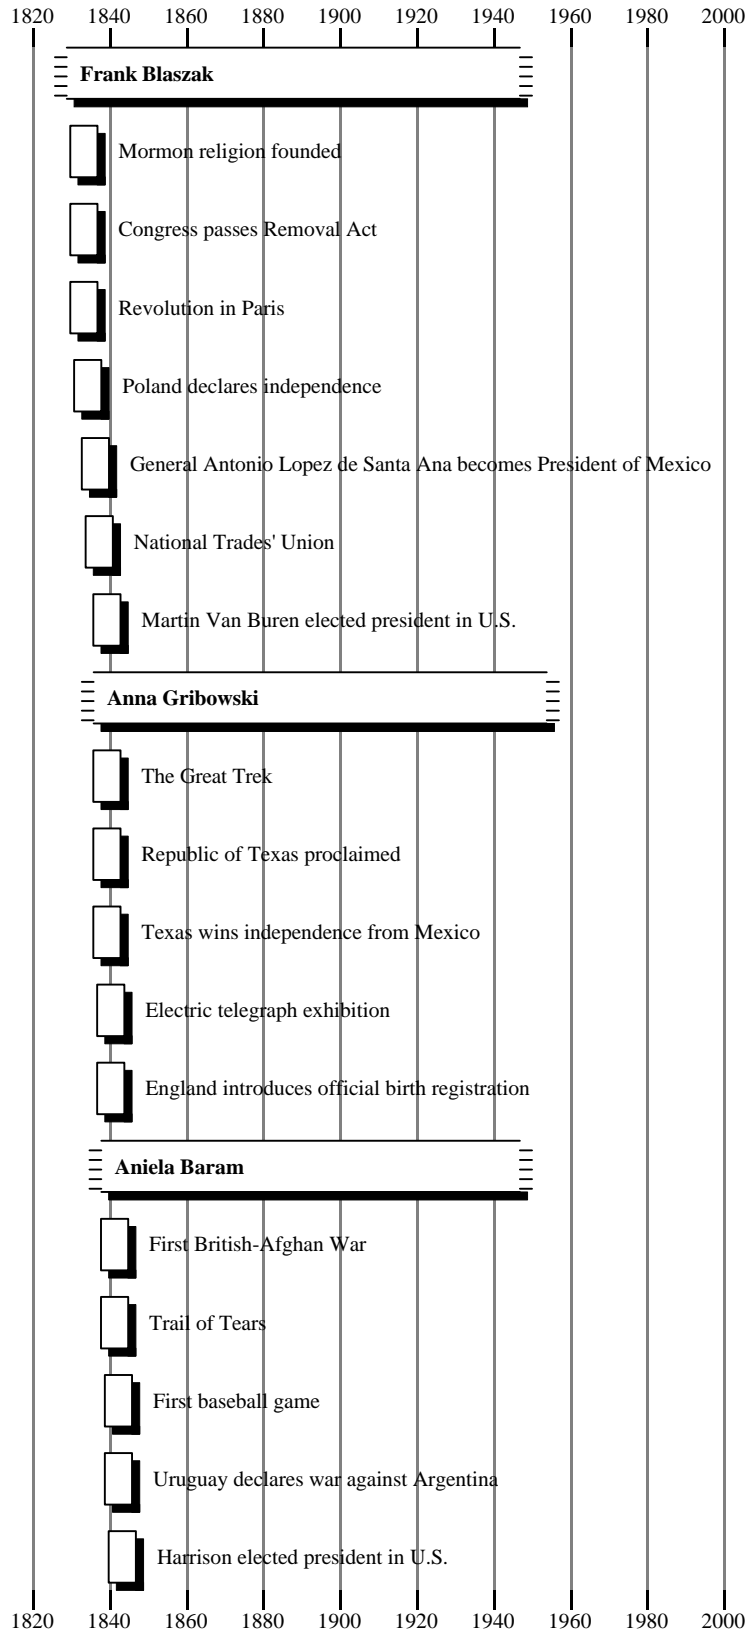 1820 1840 1860 1880 1900 1920 1940 1960 1980 2000
Frank Blaszak
Mormon religion founded
Congress passes Removal Act
Revolution in Paris
Poland declares independence
General Antonio Lopez de Santa Ana becomes President of Mexico
National Trades' Union
Martin Van Buren elected president in U.S.
Anna Gribowski
The Great Trek
Republic of Texas proclaimed
Texas wins independence from Mexico
Electric telegraph exhibition
England introduces official birth registration
Aniela Baram
First British-Afghan War
Trail of Tears
First baseball game
Uruguay declares war against Argentina
Harrison elected president in U.S.
1820 1840 1860 1880 1900 1920 1940 1960 1980 2000